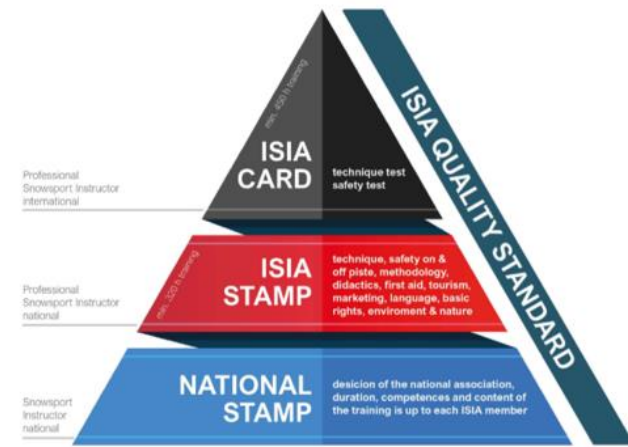 min. 450 h training
ISIA
CARD
technique test
safety test
Professional
Snowsport Instructor
international
ISIA QUALITY STANDARD
min. 320 h training
ISIA
STAMP
technique, safety on &
off piste, methodology,
didactics, first aid, tourism,
marketing, language, basic
rights, enviroment & nature
Professional
Snowsport Instructor
national
NATIONAL
STAMP
desicion of the national association,
duration, competences and content
of the training is up to each ISIA member
Snowsport
Instructor
national